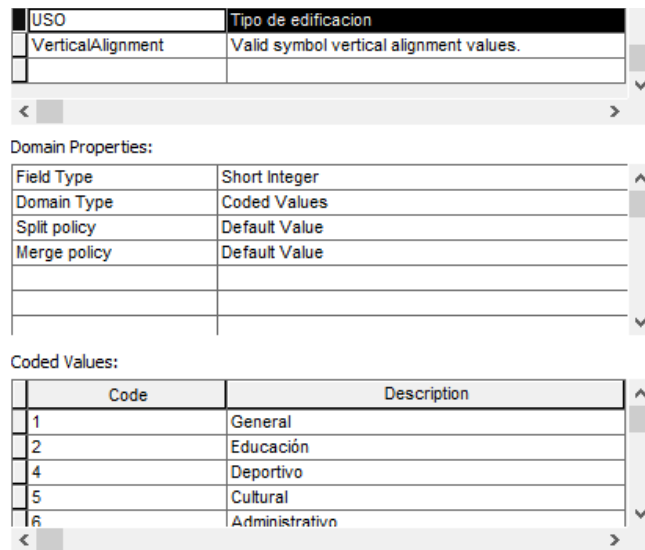 USO Tipo de edificacion
VerticalAlignment Valid symbol vertical alignment values.
Domain Properties:
Field Type Short Integer
Domain Type Coded Values
Split policy Default Value
Merge policy Default Value
Coded Values:
Code Description
1 General
2 Educación
4 Deportivo
5 Cultural
6 Administrativo